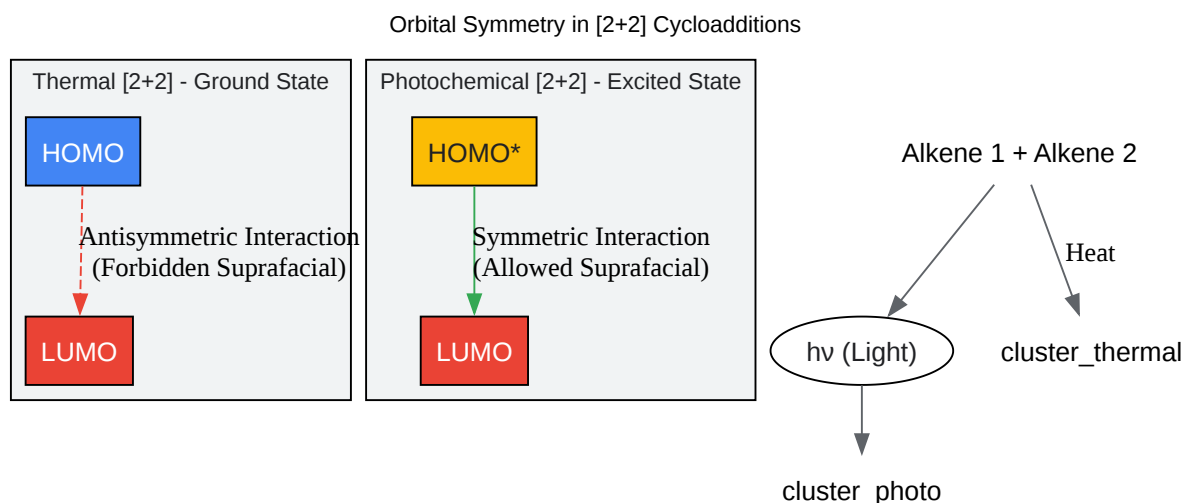 Orbital Symmetry in [2+2] Cycloadditions
Thermal [2+2] - Ground State
HOMO
Antisymmetric Interaction
(Forbidden Suprafacial)
LUMO
Photochemical [2+2] - Excited State
HOMO*
Symmetric Interaction
(Allowed Suprafacial)
LUMO
Alkene 1 + Alkene 2
Heat
hν (Light)
cluster_thermal
cluster_photo